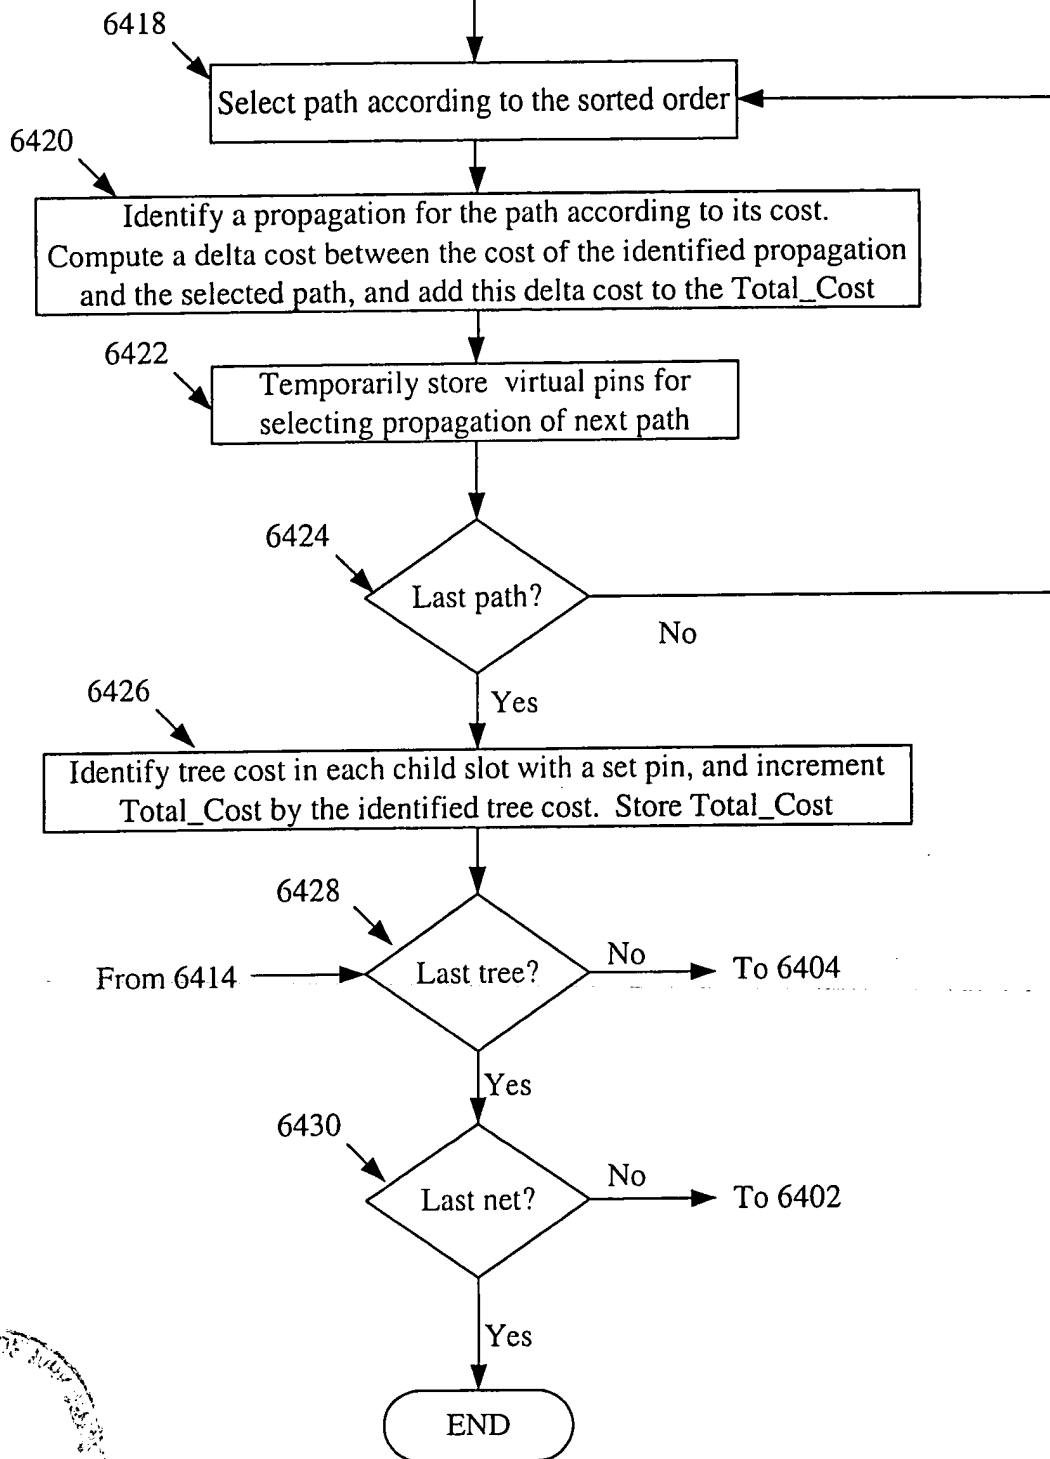 6418
Select path according to the sorted order
6420
Identify a propagation for the path according to its cost.
Compute a delta cost between the cost of the identified propagation
and the selected path, and add this delta cost to the Total_Cost
6422
Temporarily store virtual pins for
selecting propagation of next path
6424
Last path?
No
Yes
6426
Identify tree cost in each child slot with a set pin, and increment
Total_Cost by the identified tree cost. Store Total_Cost
6428
From 6414
Last tree?
No
To 6404
Yes
6430
Last net?
No
To 6402
Yes
END